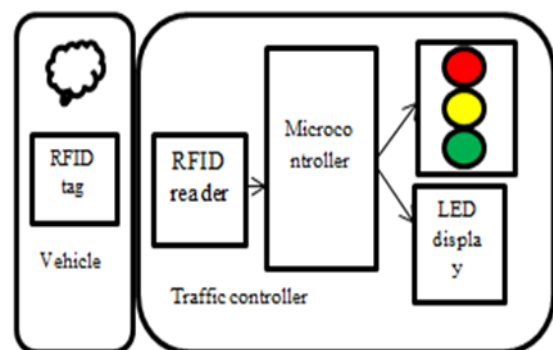 RFID
tag
Vehicle
RFID
reader
Microco
ntroller
LED
displa
y
Traffic controller